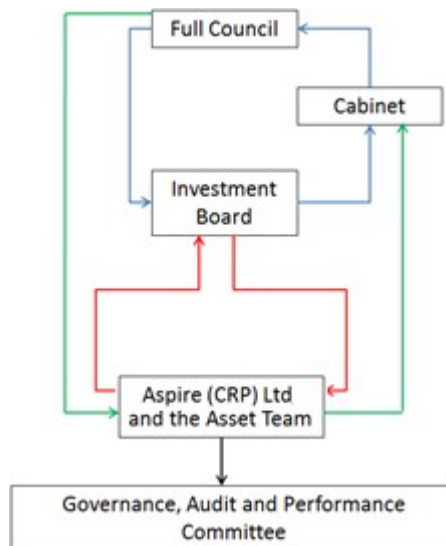 Full Council
Cabinet
Investment
Board
Aspire (CRP) Ltd
and the Asset Team
Governance, Audit and Performance
Committee